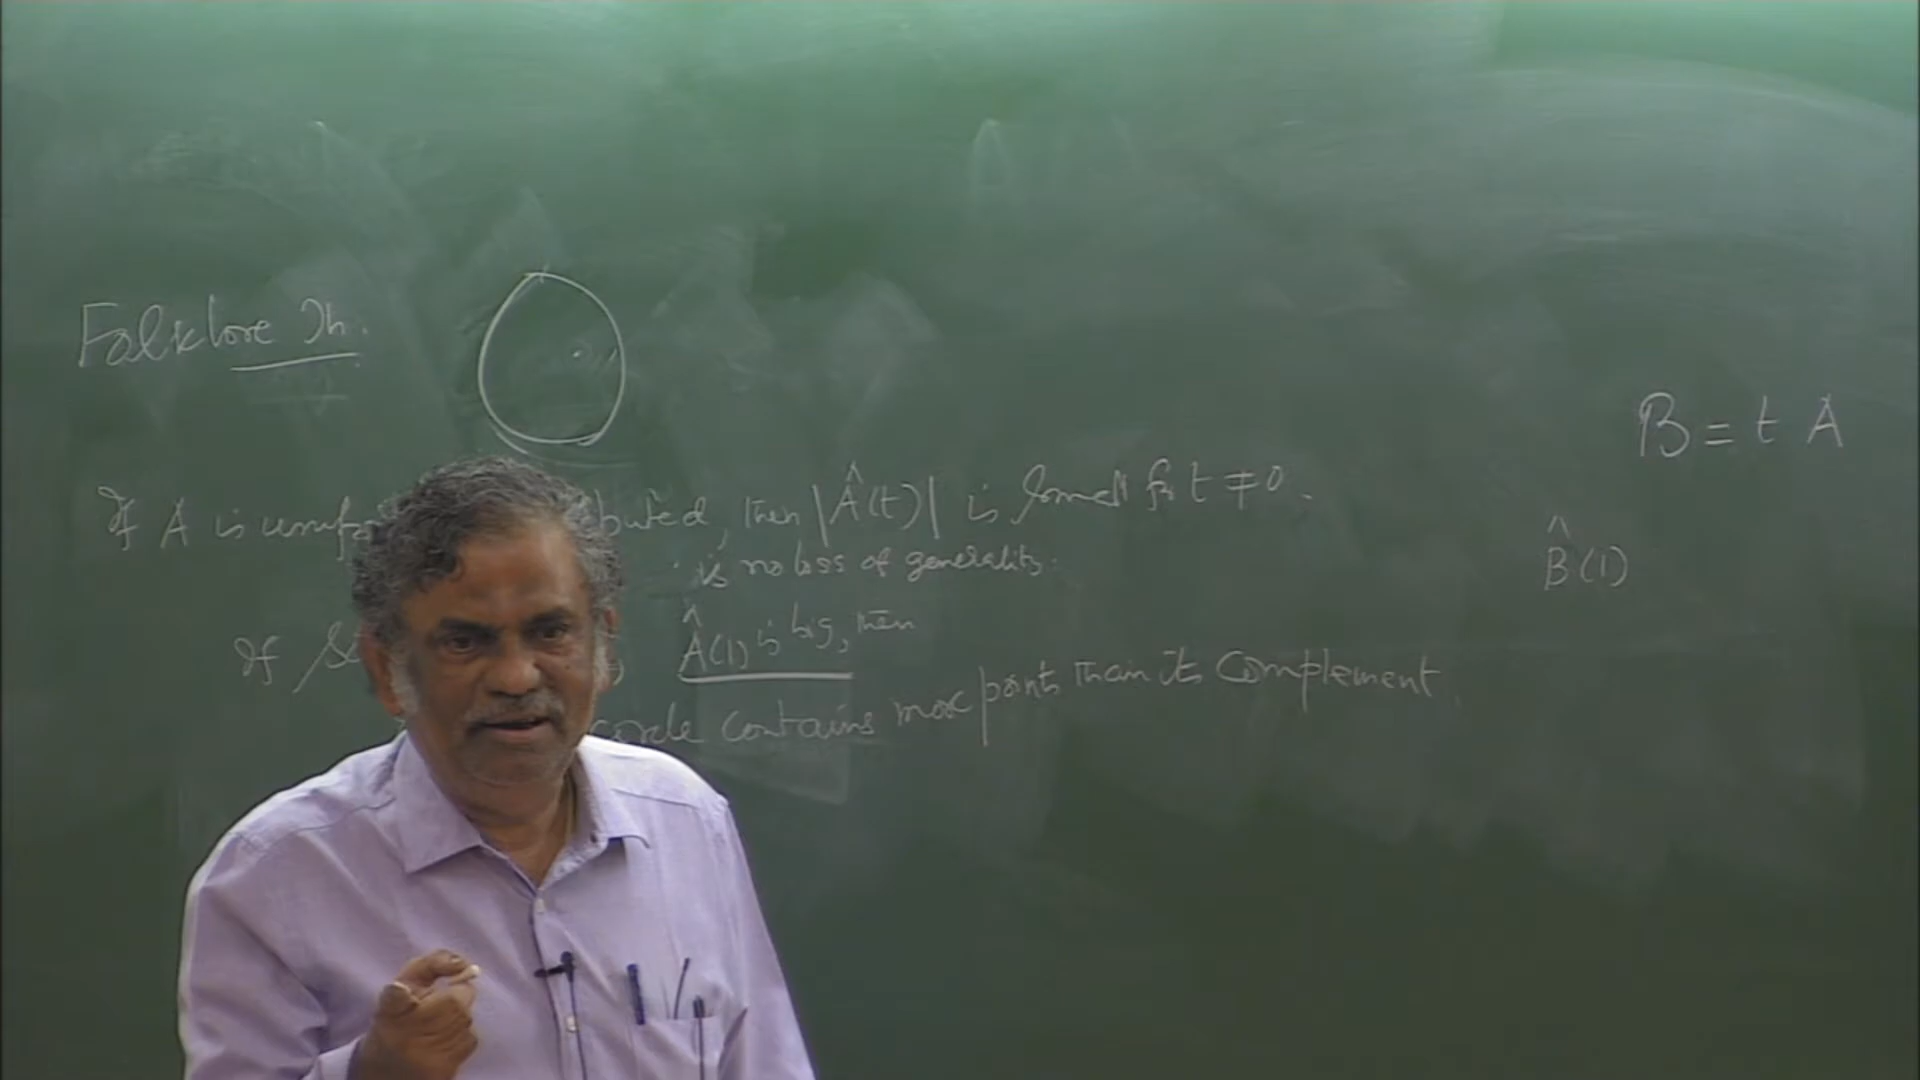 Folklore Th.
B = t A
If A is unif buted, then |Â(t)| is small for t ≠ 0.
is no loss of generality.
B̂(1)
If Â(1) is big, then
circle contains more points than its complement.